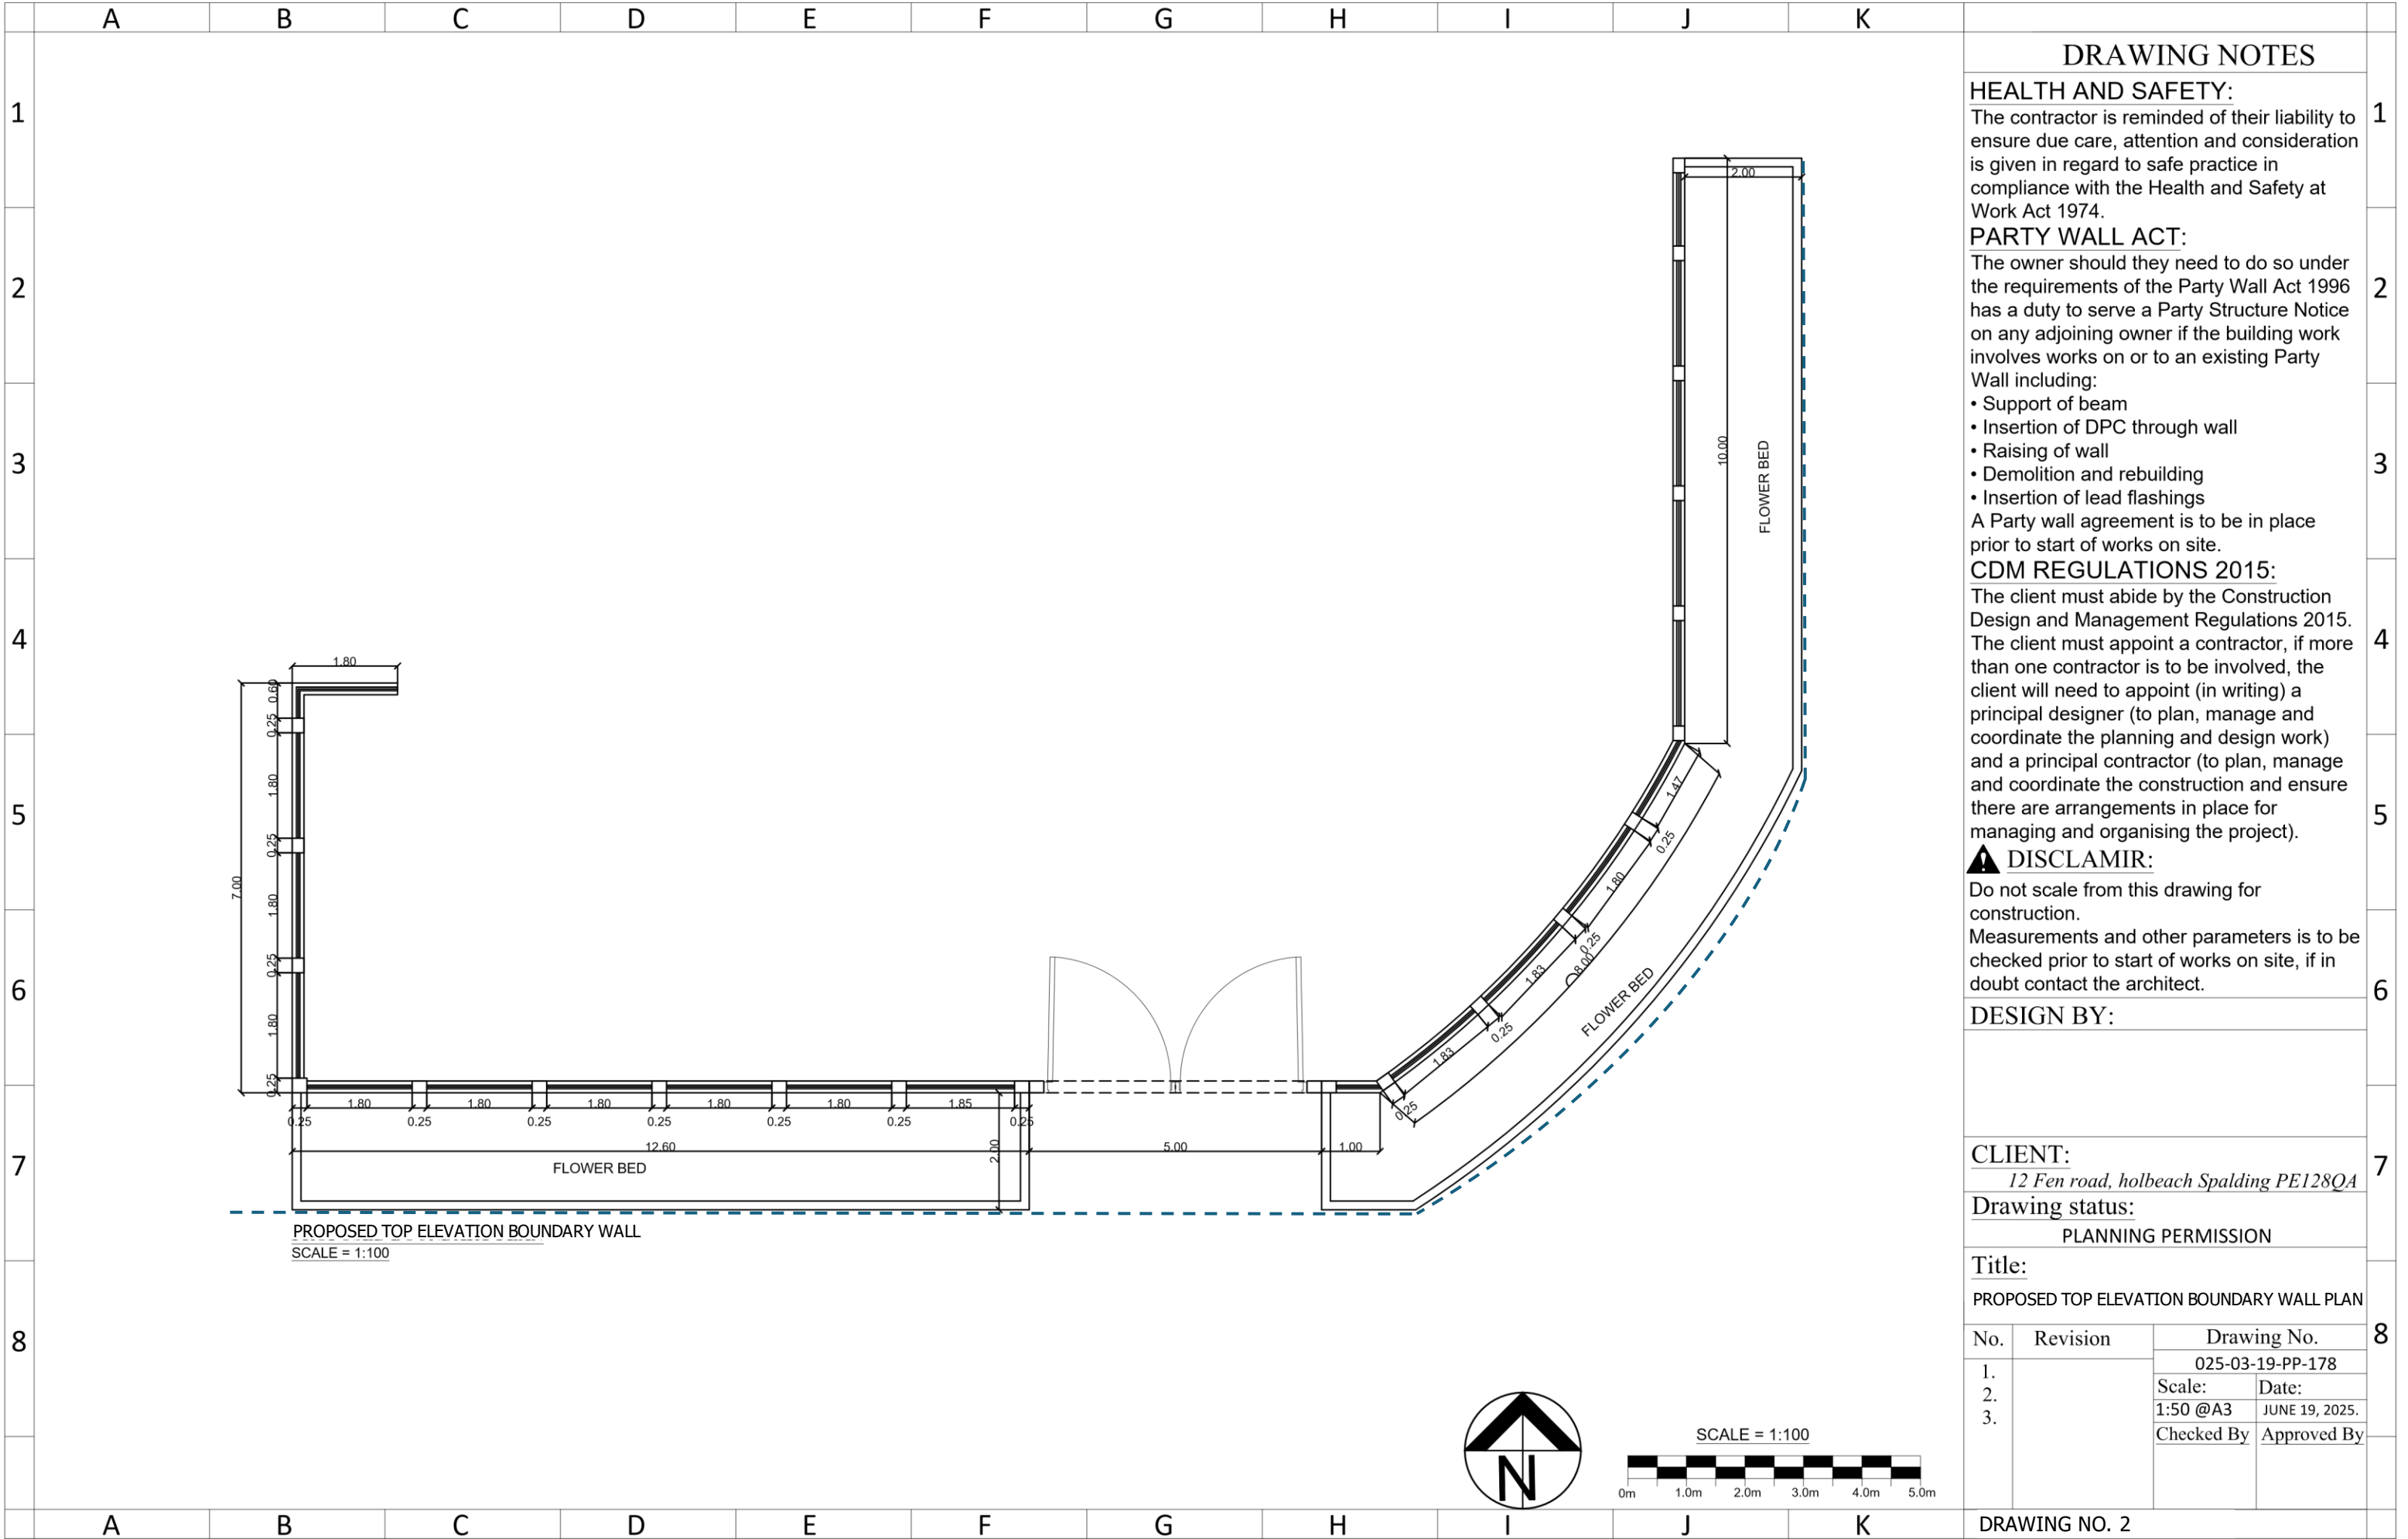 A B C D E F G H I J K
1
2
3
4
5
6
7
8
2.00
10.00
FLOWER BED
1.80
0.60
0.25
1.80
0.25
1.80
0.25
1.80
0.25
7.00
1.47
0.25
1.80
0.25
8.00
1.83
0.25
1.83
0.25
FLOWER BED
1.80 1.80 1.80 1.80 1.80 1.85
0.25 0.25 0.25 0.25 0.25 0.25 0.25
12.60 2.00 5.00 1.00
FLOWER BED
PROPOSED TOP ELEVATION BOUNDARY WALL
SCALE = 1:100
N
SCALE = 1:100
0m 1.0m 2.0m 3.0m 4.0m 5.0m
A B C D E F G H I J K
DRAWING NOTES
HEALTH AND SAFETY:
The contractor is reminded of their liability to
ensure due care, attention and consideration
is given in regard to safe practice in
compliance with the Health and Safety at
Work Act 1974.
PARTY WALL ACT:
The owner should they need to do so under
the requirements of the Party Wall Act 1996
has a duty to serve a Party Structure Notice
on any adjoining owner if the building work
involves works on or to an existing Party
Wall including:
• Support of beam
• Insertion of DPC through wall
• Raising of wall
• Demolition and rebuilding
• Insertion of lead flashings
A Party wall agreement is to be in place
prior to start of works on site.
CDM REGULATIONS 2015:
The client must abide by the Construction
Design and Management Regulations 2015.
The client must appoint a contractor, if more
than one contractor is to be involved, the
client will need to appoint (in writing) a
principal designer (to plan, manage and
coordinate the planning and design work)
and a principal contractor (to plan, manage
and coordinate the construction and ensure
there are arrangements in place for
managing and organising the project).
DISCLAMIR:
Do not scale from this drawing for
construction.
Measurements and other parameters is to be
checked prior to start of works on site, if in
doubt contact the architect.
DESIGN BY:
CLIENT:
12 Fen road, holbeach Spalding PE128QA
Drawing status:
PLANNING PERMISSION
Title:
PROPOSED TOP ELEVATION BOUNDARY WALL PLAN
No. Revision Drawing No.
1.
2.
3.
025-03-19-PP-178
Scale: Date:
1:50 @A3 JUNE 19, 2025.
Checked By Approved By
DRAWING NO. 2
1
2
3
4
5
6
7
8